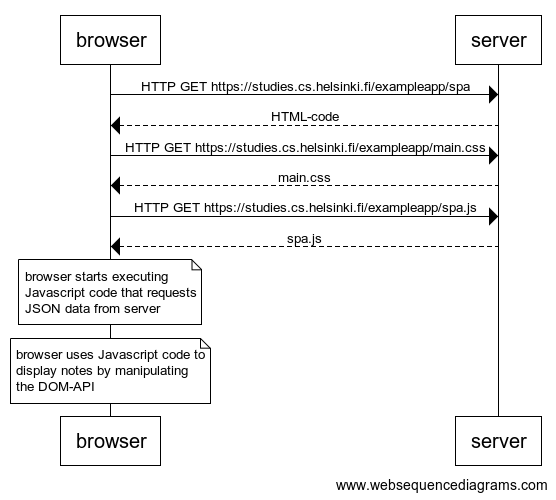 browser server
HTTP GET https://studies.cs.helsinki.fi/exampleapp/spa
HTML-code
HTTP GET https://studies.cs.helsinki.fi/exampleapp/main.css
main.css
HTTP GET https://studies.cs.helsinki.fi/exampleapp/spa.js
spa.js
browser starts executing
Javascript code that requests
JSON data from server
browser uses Javascript code to
display notes by manipulating
the DOM-API
browser server
www.websequencediagrams.com